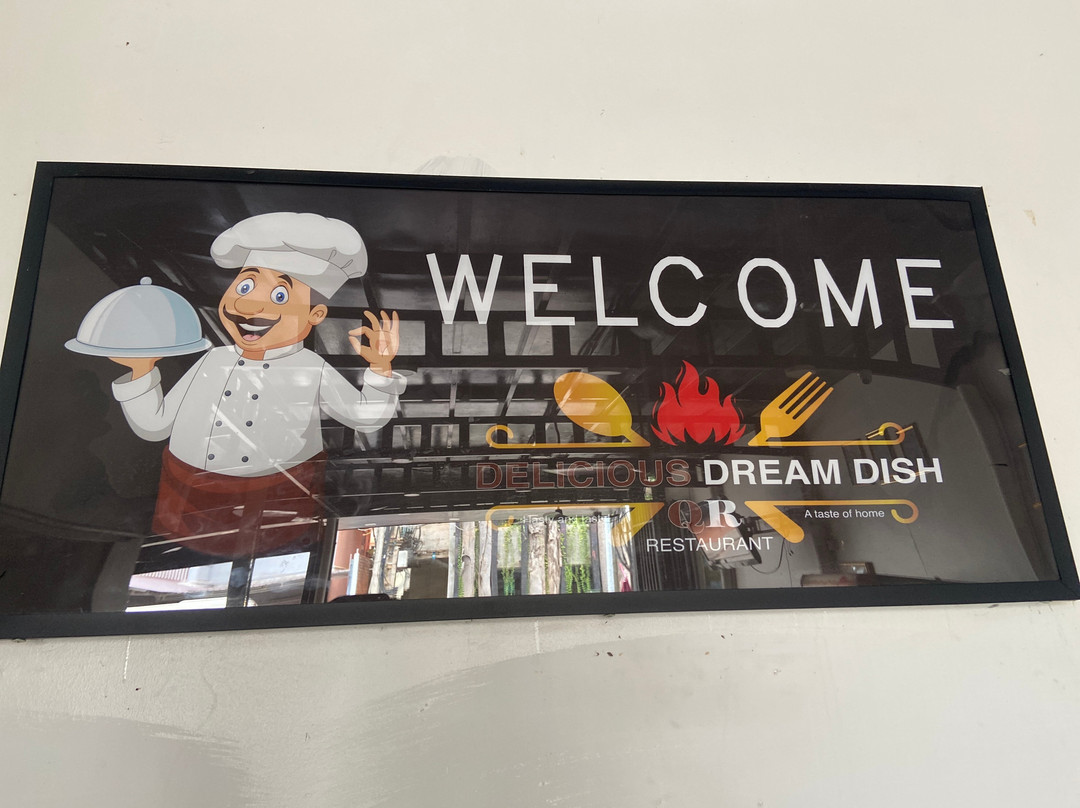 WELCOME
DELICIOUS DREAM DISH
QR
A taste of home
RESTAURANT